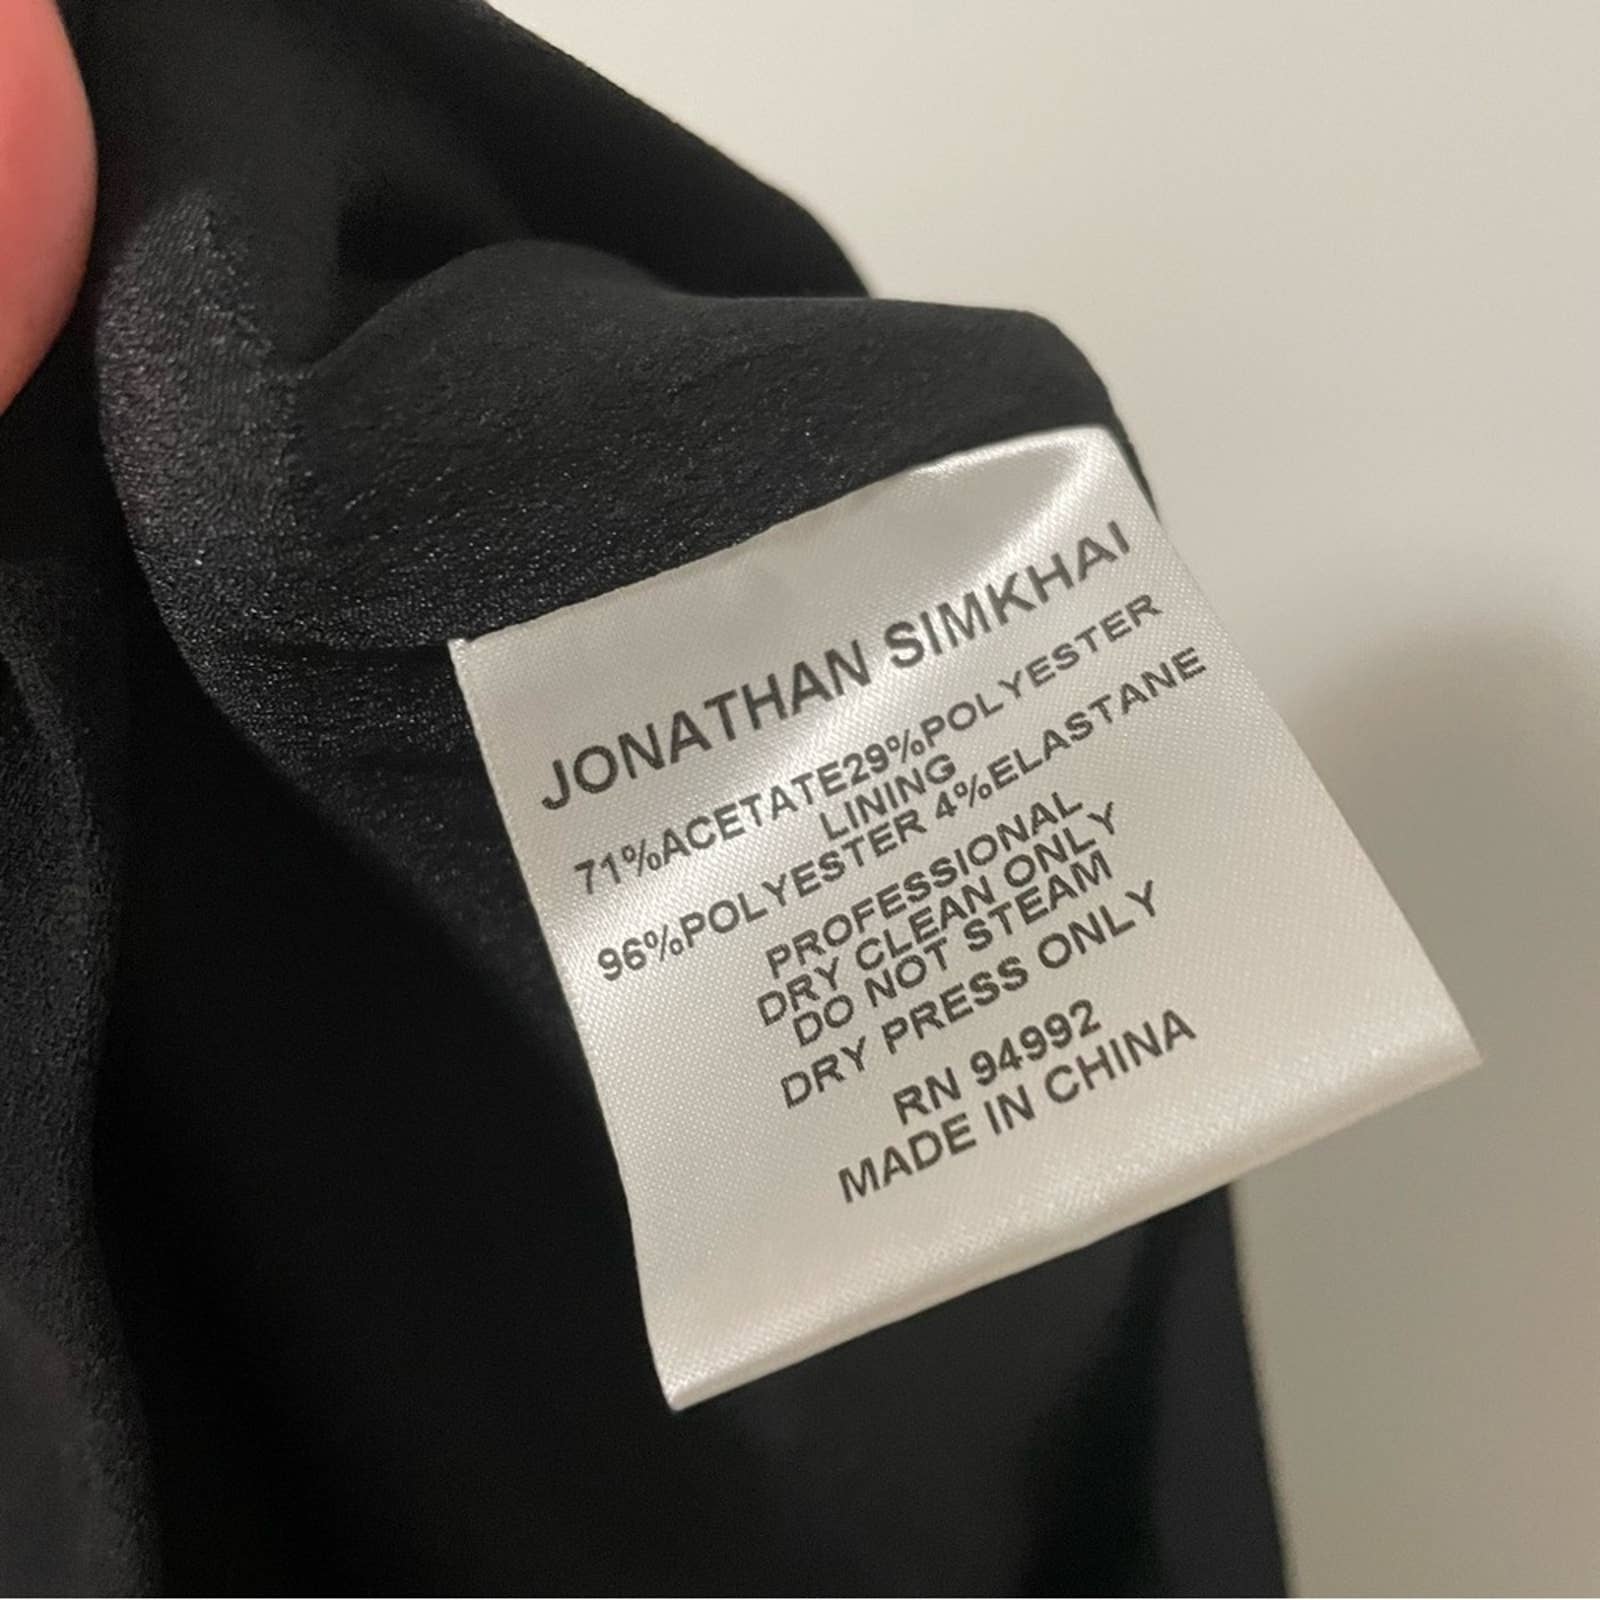 JONATHAN SIMKHAI
71%ACETATE29%POLYESTER
LINING
96%POLYESTER 4%ELASTANE
PROFESSIONAL
DRY CLEAN ONLY
DO NOT STEAM
DRY PRESS ONLY
RN 94992
MADE IN CHINA